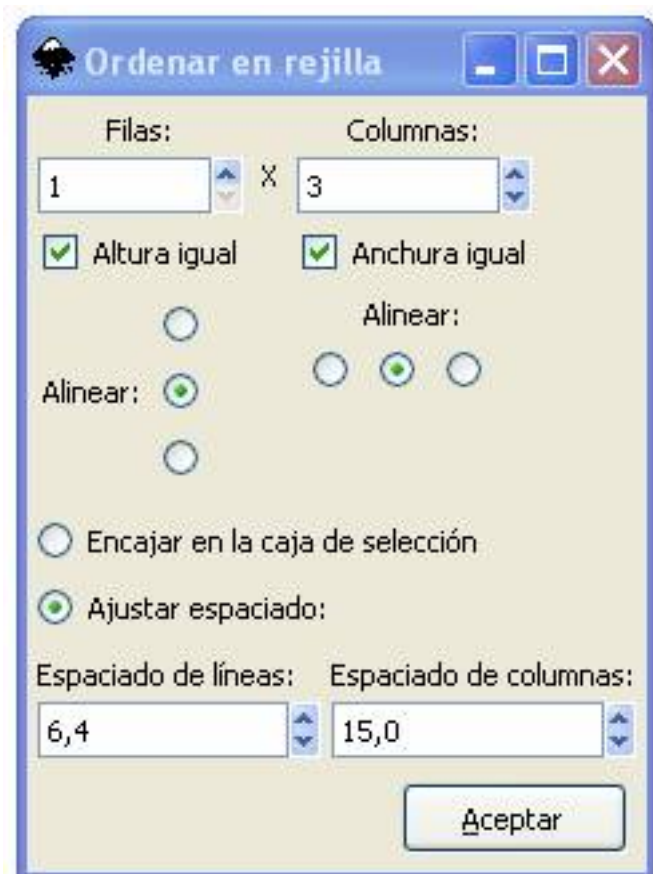 Ordenar en rejilla
Filas: Columnas:
1 X 3
Altura igual Anchura igual
Alinear:
Alinear:
Encajar en la caja de selección
Ajustar espaciado:
Espaciado de líneas: Espaciado de columnas:
6,4 15,0
Aceptar